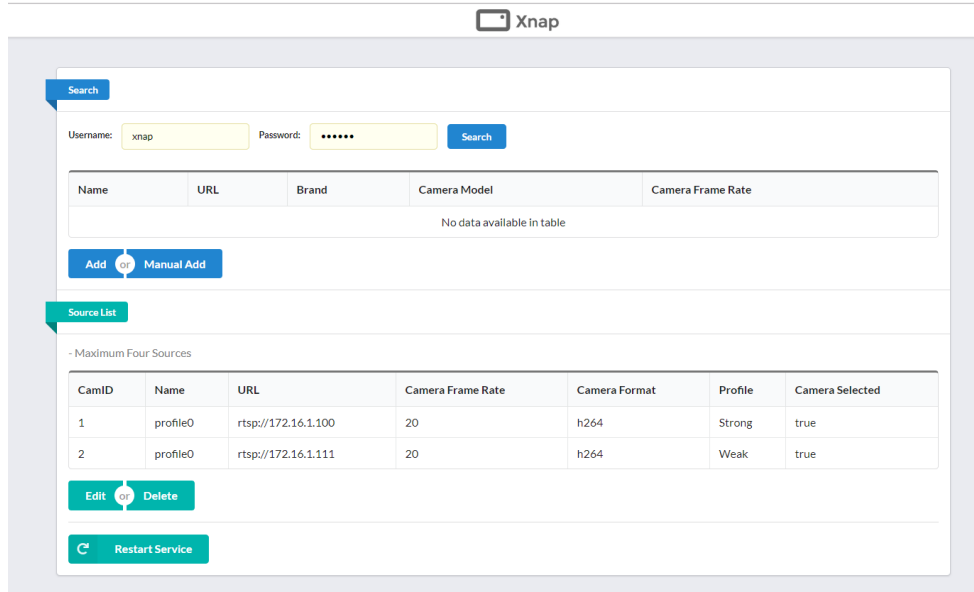 Xnap
Search
Username: xnap Password: •••••• Search
Name URL Brand Camera Model Camera Frame Rate
No data available in table
Add or Manual Add
Source List
- Maximum Four Sources
CamID Name URL Camera Frame Rate Camera Format Profile Camera Selected
1 profile0 rtsp://172.16.1.100 20 h264 Strong true
2 profile0 rtsp://172.16.1.111 20 h264 Weak true
Edit or Delete
Restart Service